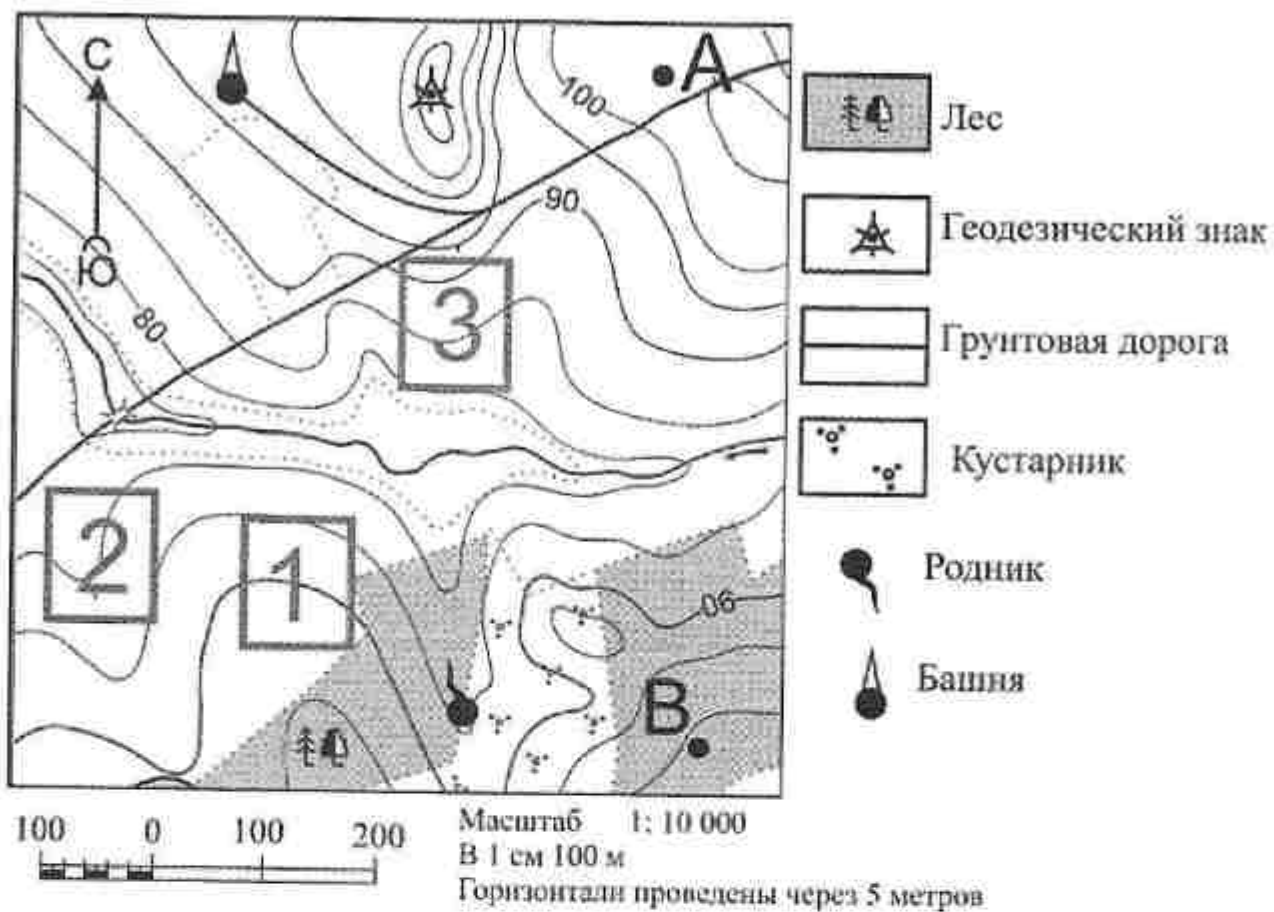 С
Ю
А
100
90
80
3
2
1
90
В
Лес
Геодезический знак
Грунтовая дорога
Кустарник
Родник
Башня
100 0 100 200
Масштаб 1: 10 000
В 1 см 100 м
Горизонтали проведены через 5 метров